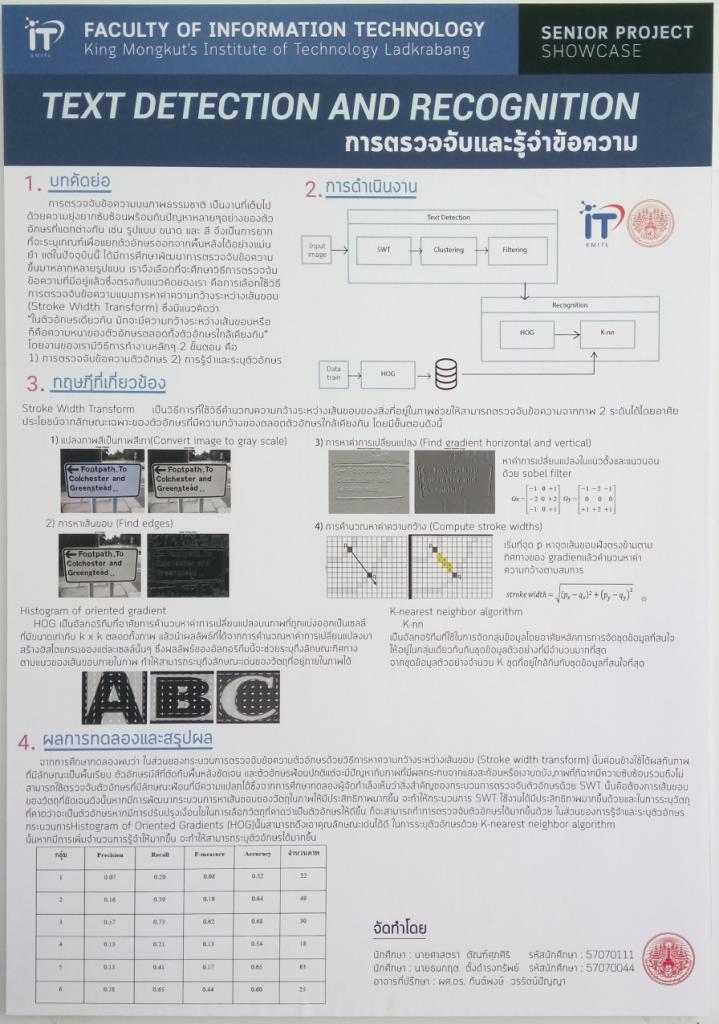 iT
KMITL
FACULTY OF INFORMATION TECHNOLOGY
King Mongkut's Institute of Technology Ladkrabang
SENIOR PROJECT
SHOWCASE
TEXT DETECTION AND RECOGNITION
การตรวจจับและรู้จำข้อความ
1. บทคัดย่อ
การตรวจจับข้อความบนภาพธรรมชาติ เป็นงานที่เต็มไป
ด้วยความยุ่งยากซับซ้อนพร้อมกับปัญหาหลายๆอย่างของตัว
อักษรที่แตกต่างกัน เช่น รูปแบบ ขนาด และ สี จึงเป็นการยาก
ที่จะระบุเกณฑ์เพื่อแยกตัวอักษรออกจากพื้นหลังได้อย่างแม่น
ยำ แต่ในปัจจุบันนี้ ได้มีการศึกษาพัฒนาการตรวจจับข้อความ
ขึ้นมาหลากหลายรูปแบบ เราจึงเลือกที่จะศึกษาวิธีการตรวจจับ
ข้อความที่มีอยู่แล้วซึ่งตรงกับแนวคิดของเรา คือการเลือกใช้วิธี
การตรวจจับข้อความแบบการหาค่าความกว้างระหว่างเส้นขอบ
(Stroke Width Transform) ซึ่งมีแนวคิดว่า
"ในตัวอักษรเดียวกัน มักจะมีความกว้างระหว่างเส้นขอบหรือ
ก็คือความหนาของตัวอักษรตลอดทั้งตัวอักษรใกล้เคียงกัน"
โดยงานของเรามีวิธีการทำงานหลักๆ 2 ขั้นตอน คือ
1) การตรวจจับข้อความตัวอักษร 2) การรู้จำและระบุตัวอักษร
2. การดำเนินงาน
iT
KMITL
Text Detection
Input image
SWT
Clustering
Filtering
Recognition
HOG
K-nn
Data train
HOG
3. ทฤษฎีที่เกี่ยวข้อง
Stroke Width Transform เป็นวิธีการที่ใช้วิธีคำนวณความกว้างระหว่างเส้นขอบของสิ่งที่อยู่ในภาพช่วยให้สามารถตรวจจับข้อความจากภาพ 2 ระดับได้โดยอาศัย
ประโยชน์จากลักษณะเฉพาะของตัวอักษรที่มีความกว้างของตลอดตัวอักษรใกล้เคียงกัน โดยมีขั้นตอนดังนี้
1) แปลงภาพสีเป็นภาพสีเทา(Convert image to gray scale)
Footpath To
Colchester and
Greenstead
Footpath To
Colchester and
Greenstead
2) การหาเส้นขอบ (Find edges)
Footpath To
Colchester and
Greenstead
3) การหาค่าการเปลี่ยนแปลง (Find gradient horizontal and vertical)
หาค่าการเปลี่ยนแปลงในแนวตั้งและแนวนอน
ด้วย sobel filter
-1 0 +1 -1 -2 -1
Gx= -2 0 +2 Gy= 0 0 0
-1 0 +1 +1 +2 +1
4) การคำนวณหาค่าความกว้าง (Compute stroke widths)
p
q
p
q
เริ่มที่จุด p หาจุดเส้นขอบฝั่งตรงข้ามตาม
ทิศทางของ gradienแล้วคำนวนหาค่า
ความกว้างตามสมการ
stroke width = √(pₓ − qₓ)² + (pᵧ − qᵧ)²
Histogram of oriented gradient
HOG เป็นอัลกอริทึมที่อาศัยการคำนวนหาค่าการเปลี่ยนแปลงบนภาพที่ถูกแบ่งออกเป็นเซลล์
ที่มีขนาดเท่ากับ k x k ตลอดทั้งภาพ แล้วนำผลลัพธ์ที่ได้จากการคำนวนหาค่าการเปลี่ยนแปลงมา
สร้างฮิสโตแกรมของแต่ละเซลล์นั้นๆ ซึ่งผลลัพธ์ของอัลกอริทึมนี้จะช่วยระบุถึงลักษณะทิศทาง
ตามแนวของเส้นขอบภายในภาพ ทำให้สามารถระบุถึงลักษณะเด่นของวัตถุที่อยู่ภายในภาพได้
A B C
K-nearest neighbor algorithm
K-nn
เป็นอัลกอริทึมที่ใช้ในการจัดกลุ่มข้อมูลโดยอาศัยหลักการการจัดชุดข้อมูลที่สนใจ
ให้อยู่ในกลุ่มเดียวกันกับชุดข้อมูลตัวอย่างที่มีจำนวนมากที่สุด
จากชุดข้อมูลตัวอย่างจำนวน K ชุดที่อยู่ใกล้กันกับชุดข้อมูลที่สนใจที่สุด
4. ผลการทดลองและสรุปผล
จากการศึกษาทดลองพบว่า ในส่วนของกระบวนการตรวจจับข้อความตัวอักษรด้วยวิธีการหาความกว้างระหว่างเส้นขอบ (Stroke width transform) นั้นค่อนข้างใช้ได้ผลกับภาพ
ที่มีลักษณะเป็นพื้นเรียบ ตัวอักษรมีสีที่ตัดกับพื้นหลังชัดเจน และตัวอักษรฟ้อนปกติแต่จะมีปัญหากับภาพที่มีผลกระทบจากแสงสะท้อนหรือเงาบดบัง,ภาพที่ทีฉากมีความซับซ้อนรวมถึงไม่
สามารถใช้ตรวจจับตัวอักษรที่มีลักษณะฟ้อนที่มีความแปลกได้ซึ่งจากการศึกษาทดลองผู้จัดทำเล็งเห็นว่าสิ่งสำคัญของกระบวนการตรวจจับตัวอักษรด้วย SWT นั้นคือต้องการเส้นขอบ
ของวัตถุที่ชัดเจนดังนั้นหากมีการพัฒนากระบวนการหาเส้นขอบของวัตถุในภาพให้มีประสิทธิภาพมากขึ้น จะทำให้กระบวนการ SWT ใช้งานได้มีประสิทธิภาพมากขึ้นด้วยและในการระบุวัตถุ
ที่คาดว่าจะเป็นตัวอักษรหากมีการปรับปรุงเงื่อนไขในการเลือกวัตถุที่คาดว่าเป็นตัวอักษรให้ดีขึ้น ก็จะสามารถทำการตรวจจับตัวอักษรได้มากขึ้นด้วย ในส่วนของการรู้จำและระบุตัวอักษร
กระบวนการHistogram of Oriented Gradients (HOG)นั้นสามารถดึงเอาคุณลักษณะเด่นได้ดี ในการระบุตัวอักษรด้วย K-nearest neighbor algorithm
นั้นหากมีการเพิ่มจำนวนการรู้จำให้มากขึ้น จะทำให้สามารถระบุตัวอักษรได้มากขึ้น
กลุ่ม Precision Recall F-measure Accuracy จำนวนภาพ
1 0.07 0.20 0.08 0.52 22
2 0.16 0.39 0.19 0.64 49
3 0.57 0.73 0.62 0.68 30
4 0.13 0.21 0.13 0.54 18
5 0.13 0.41 0.17 0.65 63
6 0.38 0.65 0.44 0.60 25
จัดทำโดย
นักศึกษา : นายศาสตรา ตัณฑ์ศุภศิริ รหัสนักศึกษา : 57070111
นักศึกษา : นายธนกฤต ตั้งดำรงทรัพย์ รหัสนักศึกษา : 57070044
อาจารย์ที่ปรึกษา : ผศ.ดร. กันต์พงษ์ วรรัตน์ปัญญา